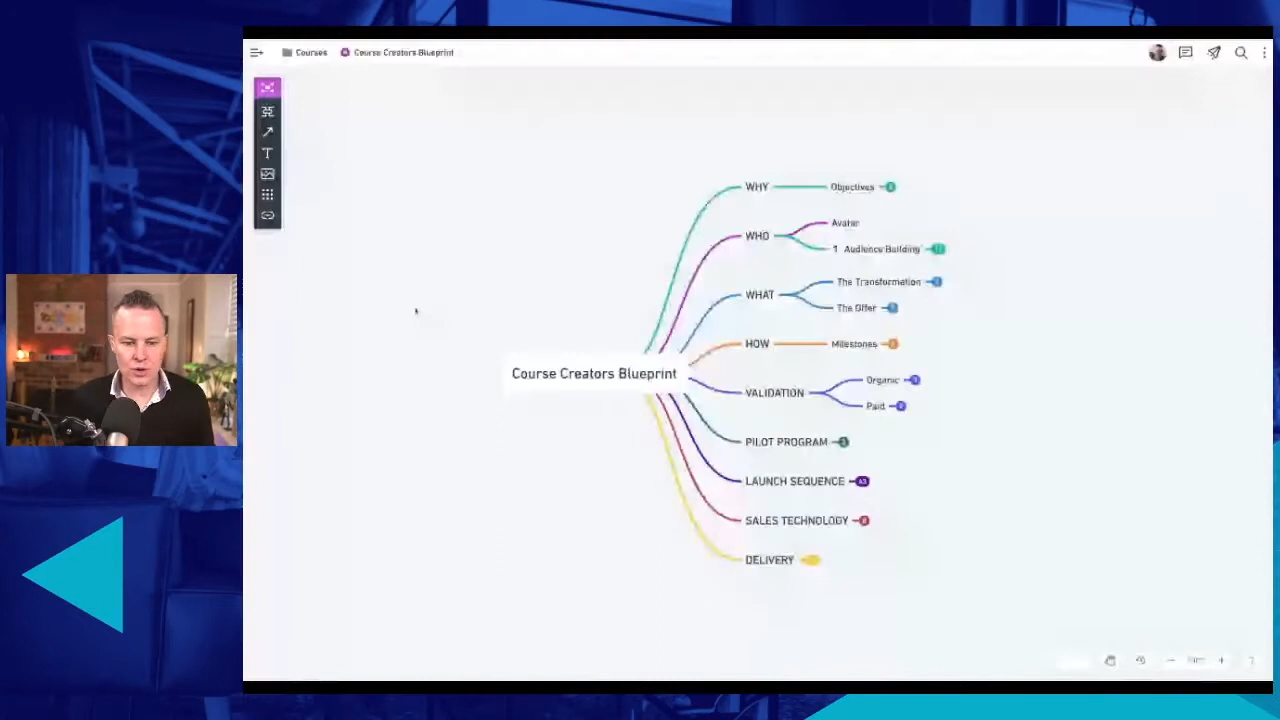 Courses
Course Creators Blueprint
WHY
Objectives
WHO
Avatar
1 Audience Building
WHAT
The Transformation
The Offer
HOW
Milestones
Course Creators Blueprint
VALIDATION
Organic
Paid
PILOT PROGRAM
LAUNCH SEQUENCE
SALES TECHNOLOGY
DELIVERY